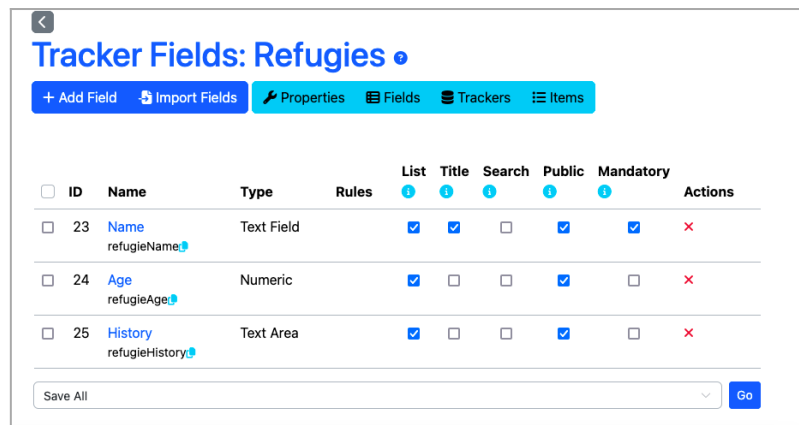 Tracker Fields: Refugies
+ Add Field Import Fields Properties Fields Trackers Items
List Title Search Public Mandatory
ID Name Type Rules Actions
23 Name Text Field
refugieName
24 Age Numeric
refugieAge
25 History Text Area
refugieHistory
Save All Go